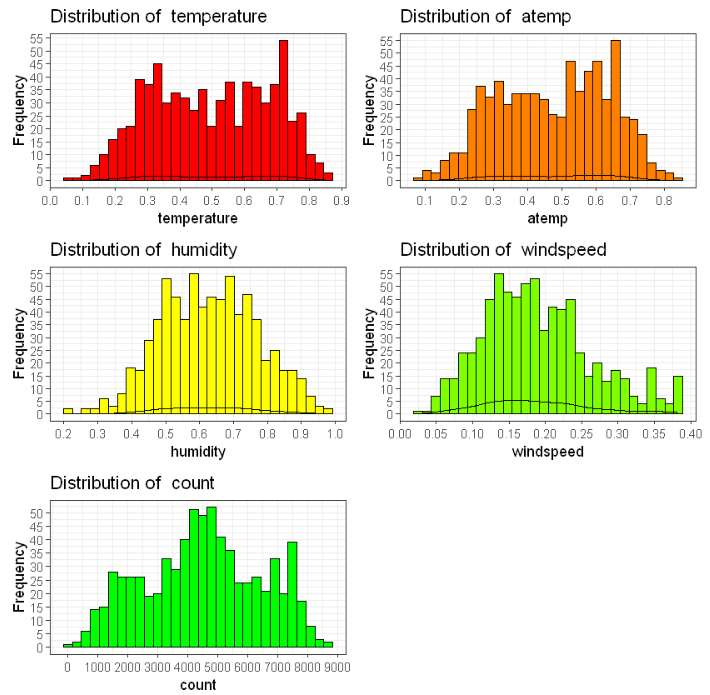 Distribution of  temperature
Frequency
55
50
45
40
35
30
25
20
15
10
5
0
0.0 0.1 0.2 0.3 0.4 0.5 0.6 0.7 0.8 0.9
temperature
Distribution of  atemp
Frequency
55
50
45
40
35
30
25
20
15
10
5
0
0.1 0.2 0.3 0.4 0.5 0.6 0.7 0.8
atemp
Distribution of  humidity
Frequency
55
50
45
40
35
30
25
20
15
10
5
0
0.2 0.3 0.4 0.5 0.6 0.7 0.8 0.9 1.0
humidity
Distribution of  windspeed
Frequency
55
50
45
40
35
30
25
20
15
10
5
0
0.00 0.05 0.10 0.15 0.20 0.25 0.30 0.35 0.40
windspeed
Distribution of  count
Frequency
50
45
40
35
30
25
20
15
10
5
0
0 1000 2000 3000 4000 5000 6000 7000 8000 9000
count